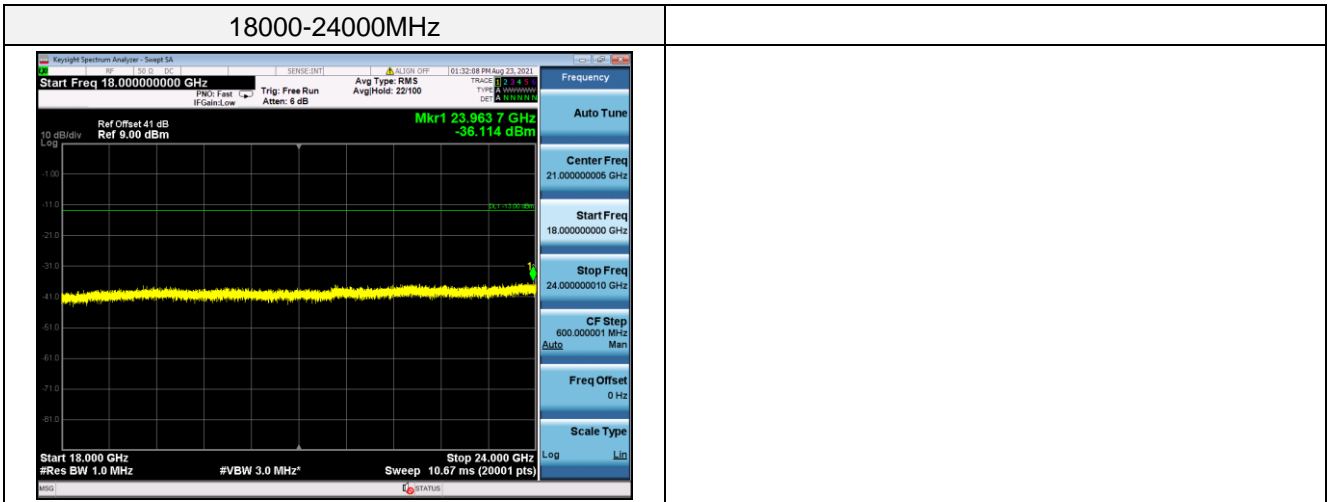 18000-24000MHz
Keysight Spectrum Analyzer - Swept SA
RF 50 Ω DC SENSE:INT ALIGN OFF 01:32:08 PM Aug 23, 2021
Start Freq 18.000000000 GHz
PNO: Fast
IFGain:Low
Trig: Free Run
Atten: 6 dB
Avg Type: RMS
Avg|Hold: 22/100
TRACE 1 2 3 4 5 6
TYPE A WWWWW
DET A N N N N N
Ref Offset 41 dB
10 dB/div Ref 9.00 dBm
Log
Mkr1 23.963 7 GHz
-36.114 dBm
-1.00
-11.0
DL1 -13.00 dBm
-21.0
-31.0
1
-41.0
-51.0
-61.0
-71.0
-81.0
Start 18.000 GHz Stop 24.000 GHz
#Res BW 1.0 MHz #VBW 3.0 MHz* Sweep 10.67 ms (20001 pts)
MSG STATUS
Frequency
Auto Tune
Center Freq
21.000000005 GHz
Start Freq
18.000000000 GHz
Stop Freq
24.000000010 GHz
CF Step
600.000001 MHz
Auto Man
Freq Offset
0 Hz
Scale Type
Log Lin